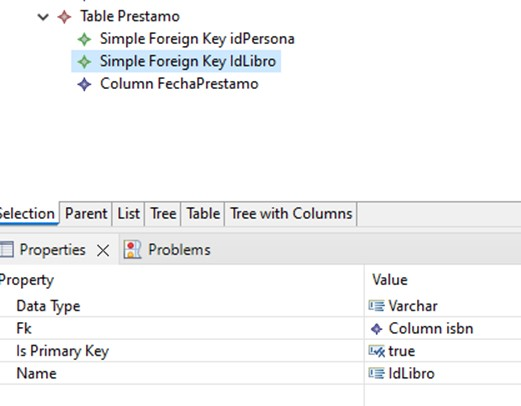 Table Prestamo
Simple Foreign Key idPersona
Simple Foreign Key IdLibro
Column FechaPrestamo
Selection Parent List Tree Table Tree with Columns
Properties Problems
Property Value
Data Type Varchar
Fk Column isbn
Is Primary Key true
Name IdLibro